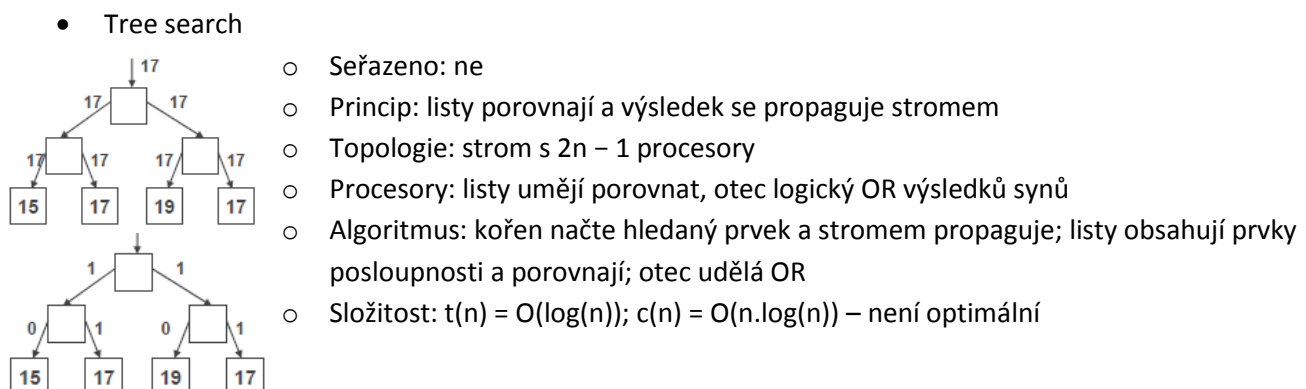 • Tree search
17
17 17
17 17 17 17
15 17 19 17
1 1
0 1 0 1
15 17 19 17
o Seřazeno: ne
o Princip: listy porovnají a výsledek se propaguje stromem
o Topologie: strom s 2n − 1 procesory
o Procesory: listy umějí porovnat, otec logický OR výsledků synů
o Algoritmus: kořen načte hledaný prvek a stromem propaguje; listy obsahují prvky
posloupnosti a porovnají; otec udělá OR
o Složitost: t(n) = O(log(n)); c(n) = O(n.log(n)) – není optimální